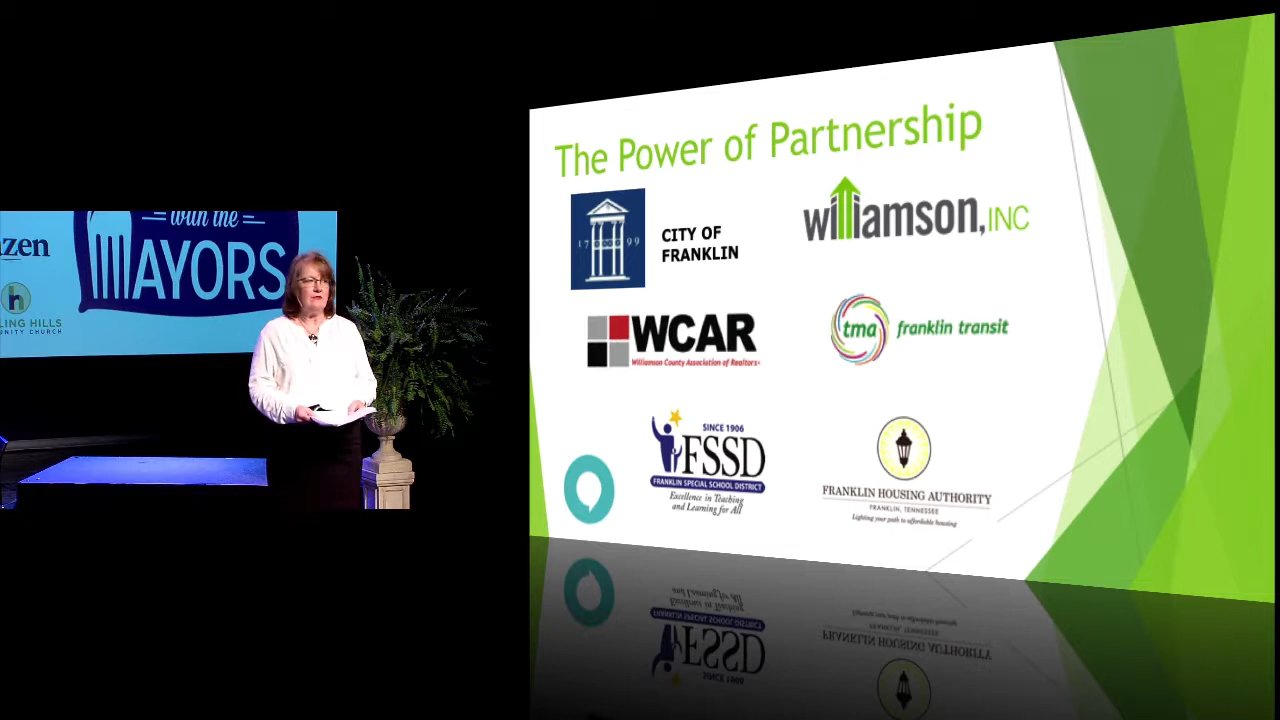 with the
MAYORS
zen
h
LING HILLS
UNITY CHURCH
The Power of Partnership
1799
CITY OF
FRANKLIN
williamson, INC
WCAR
Williamson County Association of Realtors
tma franklin transit
SINCE 1906
FSSD
FRANKLIN SPECIAL SCHOOL DISTRICT
Excellence in Teaching
and Learning for All
FRANKLIN HOUSING AUTHORITY
FRANKLIN, TENNESSEE
Lighting your path to affordable housing